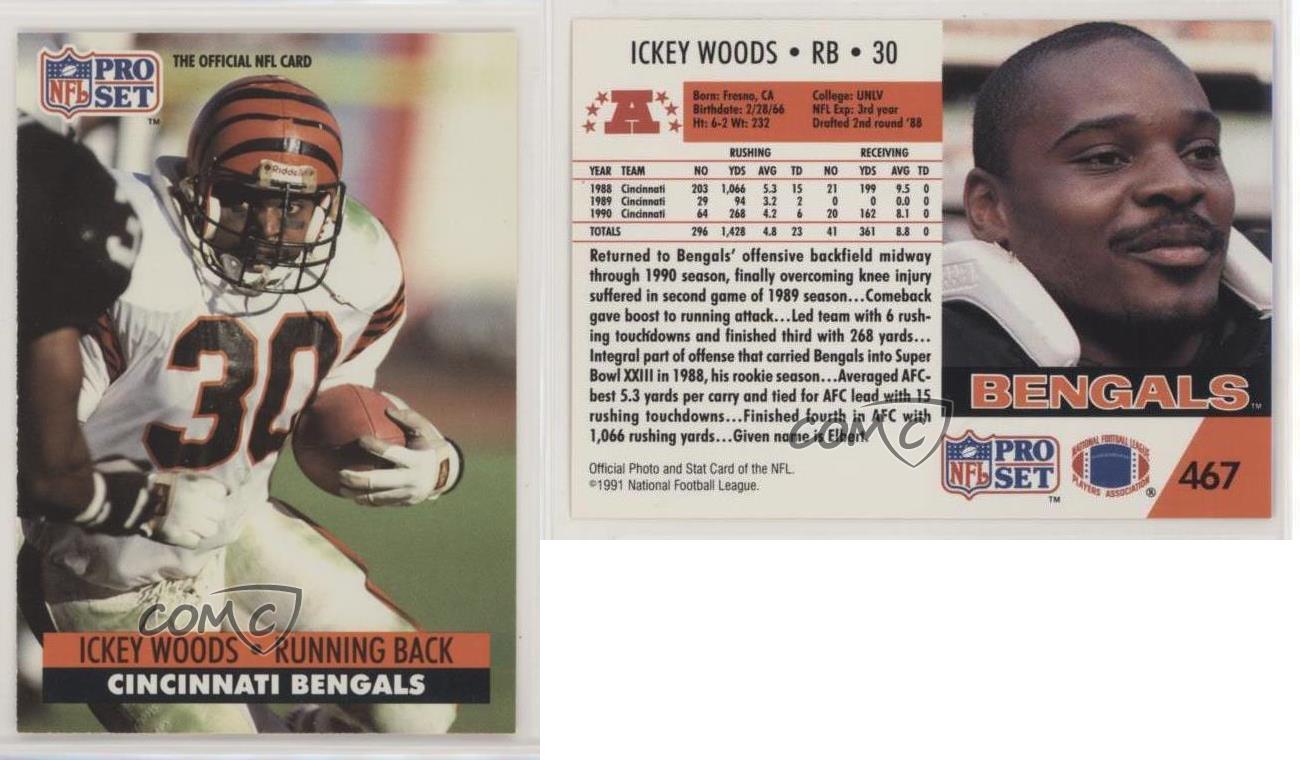 PRO SET
NFL
THE OFFICIAL NFL CARD
TM
Riddell
30
30
COMC
ICKEY WOODS • RUNNING BACK
CINCINNATI BENGALS
ICKEY WOODS • RB • 30
A
Born: Fresno, CA College: UNLV
Birthdate: 2/28/66 NFL Exp: 3rd year
Ht: 6-2 Wt: 232 Drafted 2nd round '88
RUSHING RECEIVING
YEAR TEAM NO YDS AVG TD NO YDS AVG TD
1988 Cincinnati 203 1,066 5.3 15 21 199 9.5 0
1989 Cincinnati 29 94 3.2 2 0 0 0.0 0
1990 Cincinnati 64 268 4.2 6 20 162 8.1 0
TOTALS 296 1,428 4.8 23 41 361 8.8 0
Returned to Bengals' offensive backfield midway
through 1990 season, finally overcoming knee injury
suffered in second game of 1989 season...Comeback
gave boost to running attack...Led team with 6 rush-
ing touchdowns and finished third with 268 yards...
Integral part of offense that carried Bengals into Super
Bowl XXIII in 1988, his rookie season...Averaged AFC-
best 5.3 yards per carry and tied for AFC lead with 15
rushing touchdowns...Finished fourth in AFC with
1,066 rushing yards...Given name is Elbert.
COMC
Official Photo and Stat Card of the NFL.
©1991 National Football League.
BENGALS TM
NFL PRO SET TM
NATIONAL FOOTBALL LEAGUE
PLAYERS ASSOCIATION ®
467